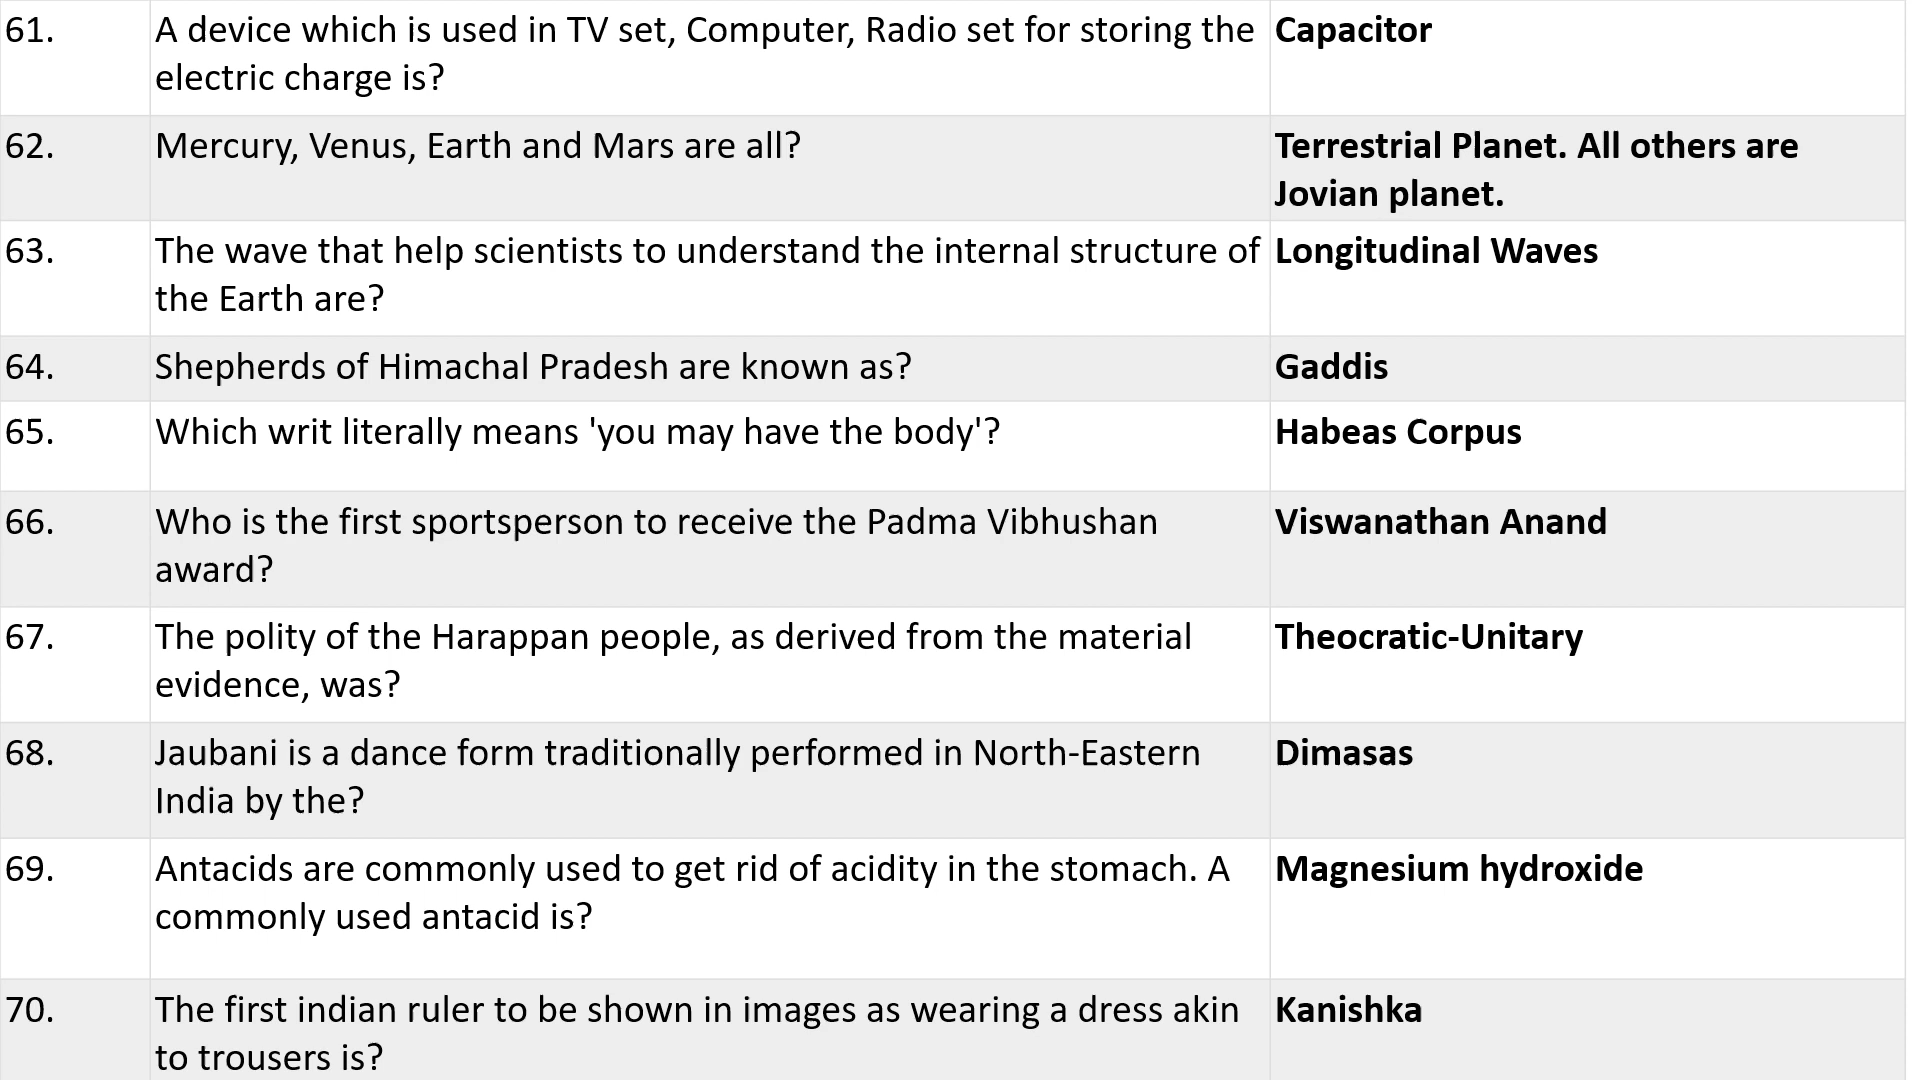 61.
A device which is used in TV set, Computer, Radio set for storing the
electric charge is?
Capacitor
62.
Mercury, Venus, Earth and Mars are all?
Terrestrial Planet. All others are
Jovian planet.
63.
The wave that help scientists to understand the internal structure of
the Earth are?
Longitudinal Waves
64.
Shepherds of Himachal Pradesh are known as?
Gaddis
65.
Which writ literally means 'you may have the body'?
Habeas Corpus
66.
Who is the first sportsperson to receive the Padma Vibhushan
award?
Viswanathan Anand
67.
The polity of the Harappan people, as derived from the material
evidence, was?
Theocratic-Unitary
68.
Jaubani is a dance form traditionally performed in North-Eastern
India by the?
Dimasas
69.
Antacids are commonly used to get rid of acidity in the stomach. A
commonly used antacid is?
Magnesium hydroxide
70.
The first indian ruler to be shown in images as wearing a dress akin
to trousers is?
Kanishka